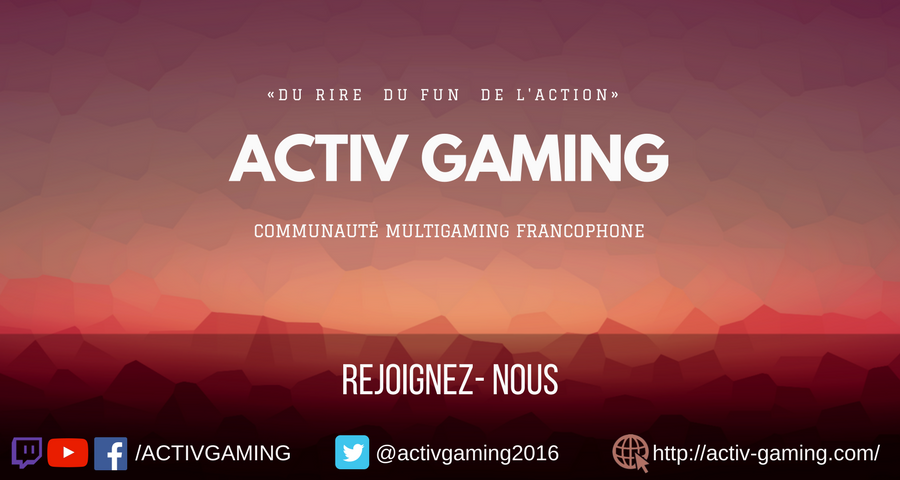 «DU RIRE DU FUN DE L'ACTION»
ACTIV GAMING
COMMUNAUTÉ MULTIGAMING FRANCOPHONE
REJOIGNEZ- NOUS
/ACTIVGAMING @activgaming2016 http://activ-gaming.com/